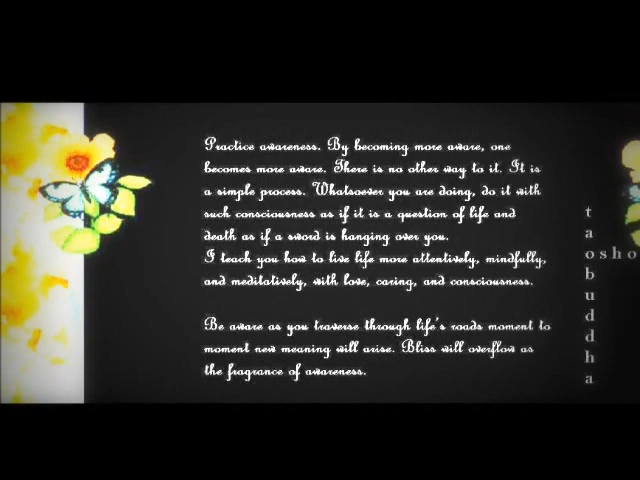 Practice awareness. By becoming more aware, one
becomes more aware. There is no other way to it. It is
a simple process. Whatsoever you are doing, do it with
such consciousness as if it is a question of life and
death as if a sword is hanging over you.
I teach you how to live life more attentively, mindfully,
and meditatively, with love, caring, and consciousness.
Be aware as you traverse through life's roads moment to
moment new meaning will arise. Bliss will overflow as
the fragrance of awareness.
taobuddha
osho